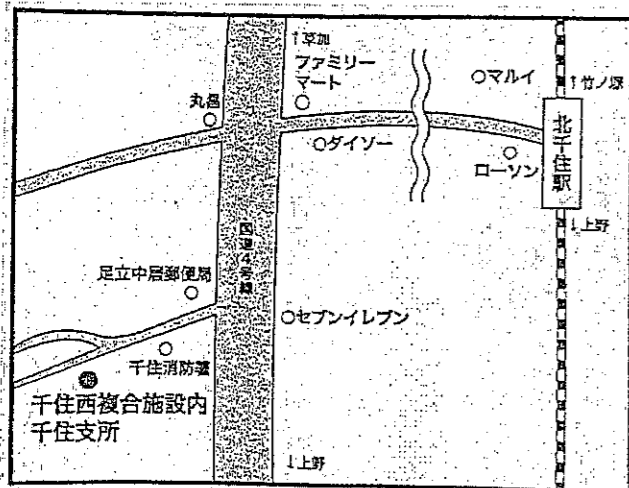 ↑草加
ファミリー
マート
○マルイ
↑竹ノ塚
○ダイソー
ローソン
北千住駅
↓上野
国道4号線
足立中居郵便局
○セブンイレブン
千住消防署
千住西複合施設内
千住支所
↓上野